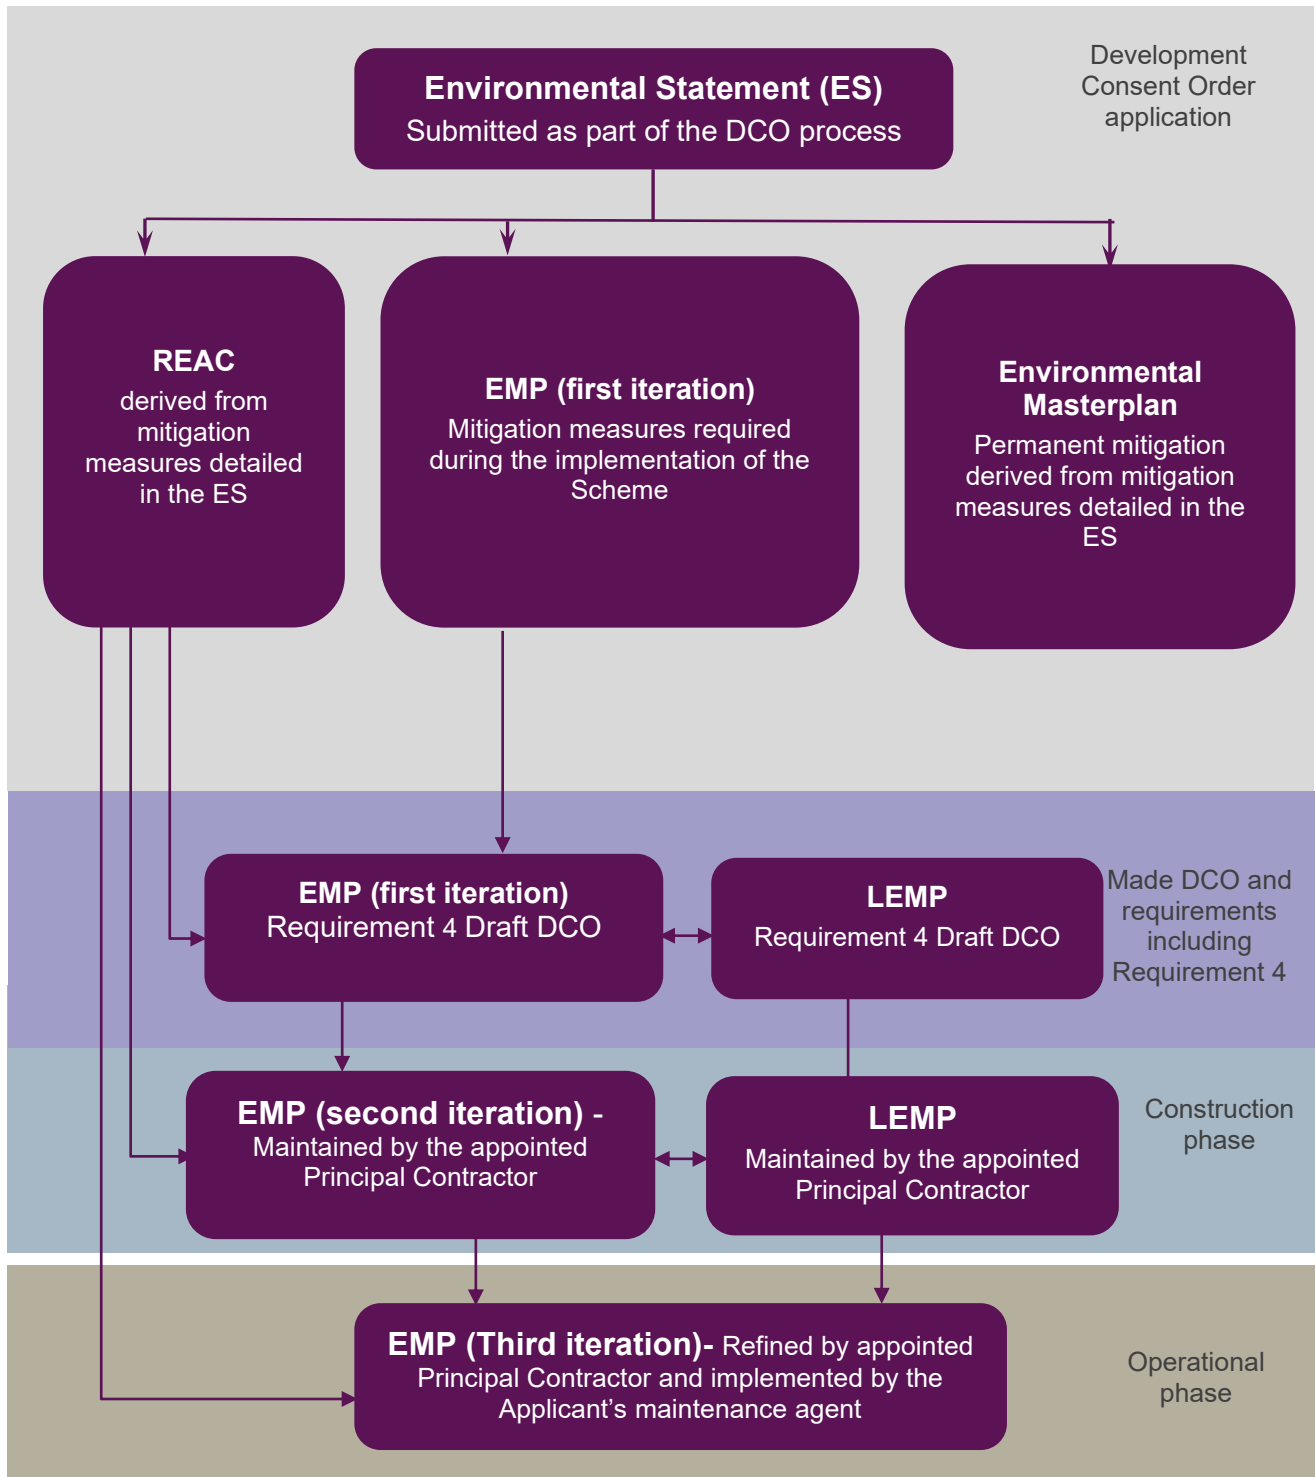 Environmental Statement (ES)
Submitted as part of the DCO process
Development
Consent Order
application
REAC
derived from
mitigation
measures detailed
in the ES
EMP (first iteration)
Mitigation measures required
during the implementation of the
Scheme
Environmental
Masterplan
Permanent mitigation
derived from mitigation
measures detailed in the
ES
EMP (first iteration)
Requirement 4 Draft DCO
LEMP
Requirement 4 Draft DCO
Made DCO and
requirements
including
Requirement 4
EMP (second iteration) -
Maintained by the appointed
Principal Contractor
LEMP
Maintained by the appointed
Principal Contractor
Construction
phase
EMP (Third iteration)- Refined by appointed
Principal Contractor and implemented by the
Applicant’s maintenance agent
Operational
phase